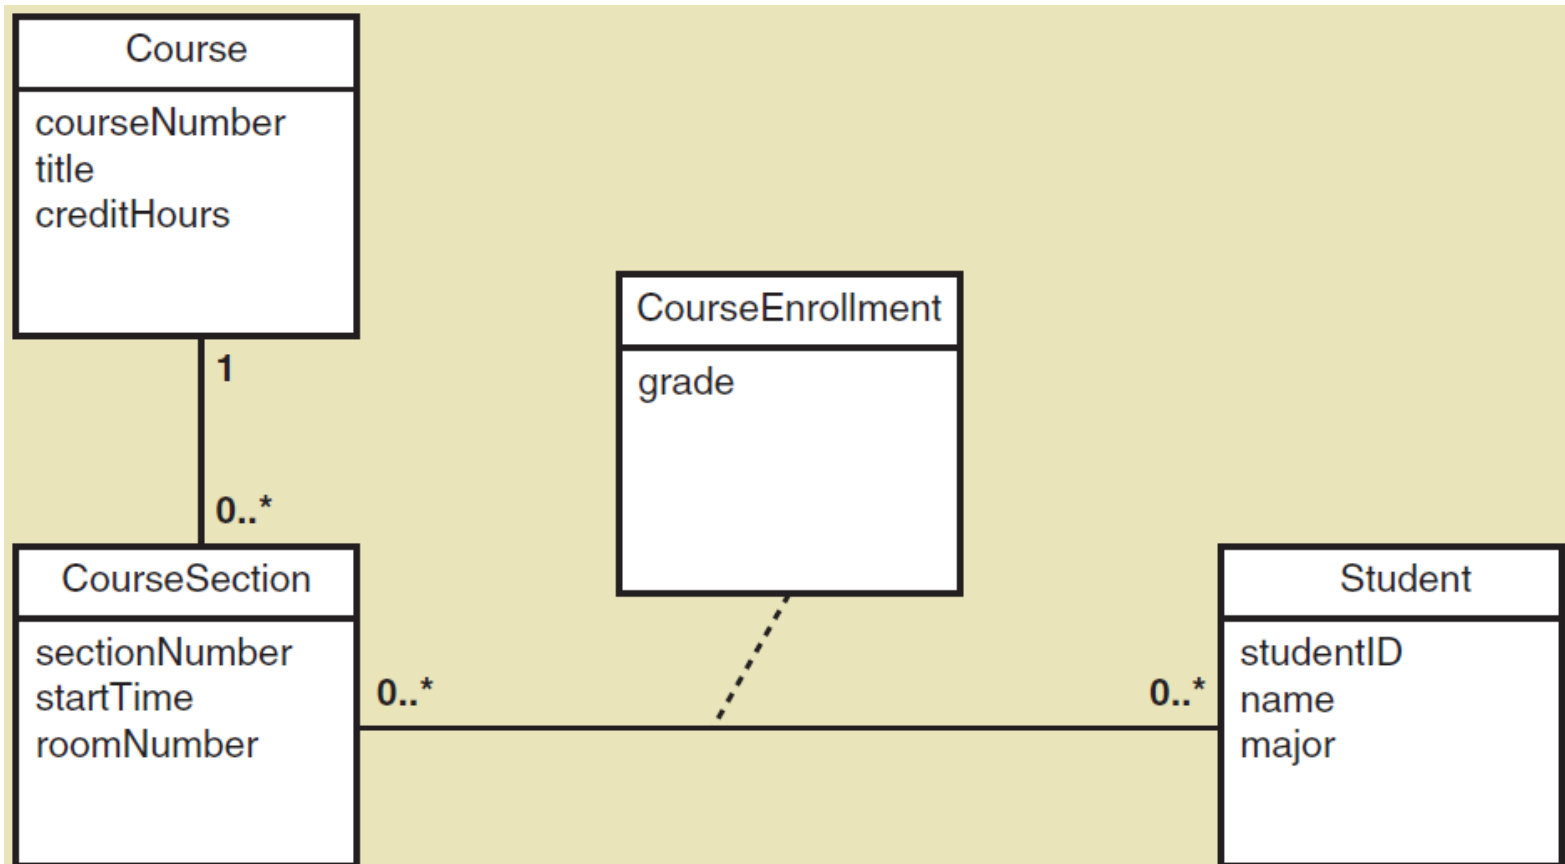 Course
courseNumber
title
creditHours
1
0..*
CourseEnrollment
grade
CourseSection
sectionNumber
startTime
roomNumber
0..*
0..*
Student
studentID
name
major